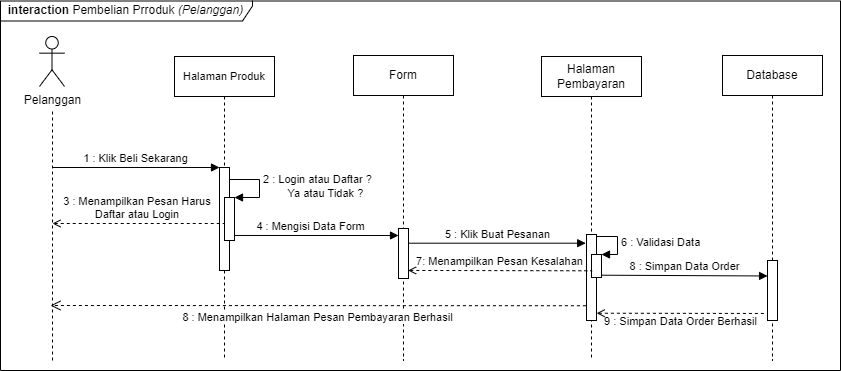 interaction Pembelian Prroduk (Pelanggan)
Pelanggan
Halaman Produk
Form
Halaman
Pembayaran
Database
1 : Klik Beli Sekarang
2 : Login atau Daftar ?
Ya atau Tidak ?
3 : Menampilkan Pesan Harus
Daftar atau Login
4 : Mengisi Data Form
5 : Klik Buat Pesanan
6 : Validasi Data
7: Menampilkan Pesan Kesalahan
8 : Simpan Data Order
8 : Menampilkan Halaman Pesan Pembayaran Berhasil
9 : Simpan Data Order Berhasil